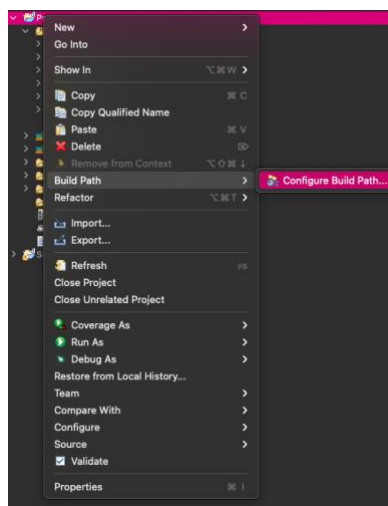 P
New
Go Into
Show In ⌥⌘W
Copy ⌘C
Copy Qualified Name
Paste ⌘V
Delete ⌦
Remove from Context ⌥⇧⌘↓
Build Path
Configure Build Path...
Refactor ⌥⌘T
Import...
Export...
S
Refresh F5
Close Project
Close Unrelated Project
Coverage As
Run As
Debug As
Restore from Local History...
Team
Compare With
Configure
Source
Validate
Properties ⌘I